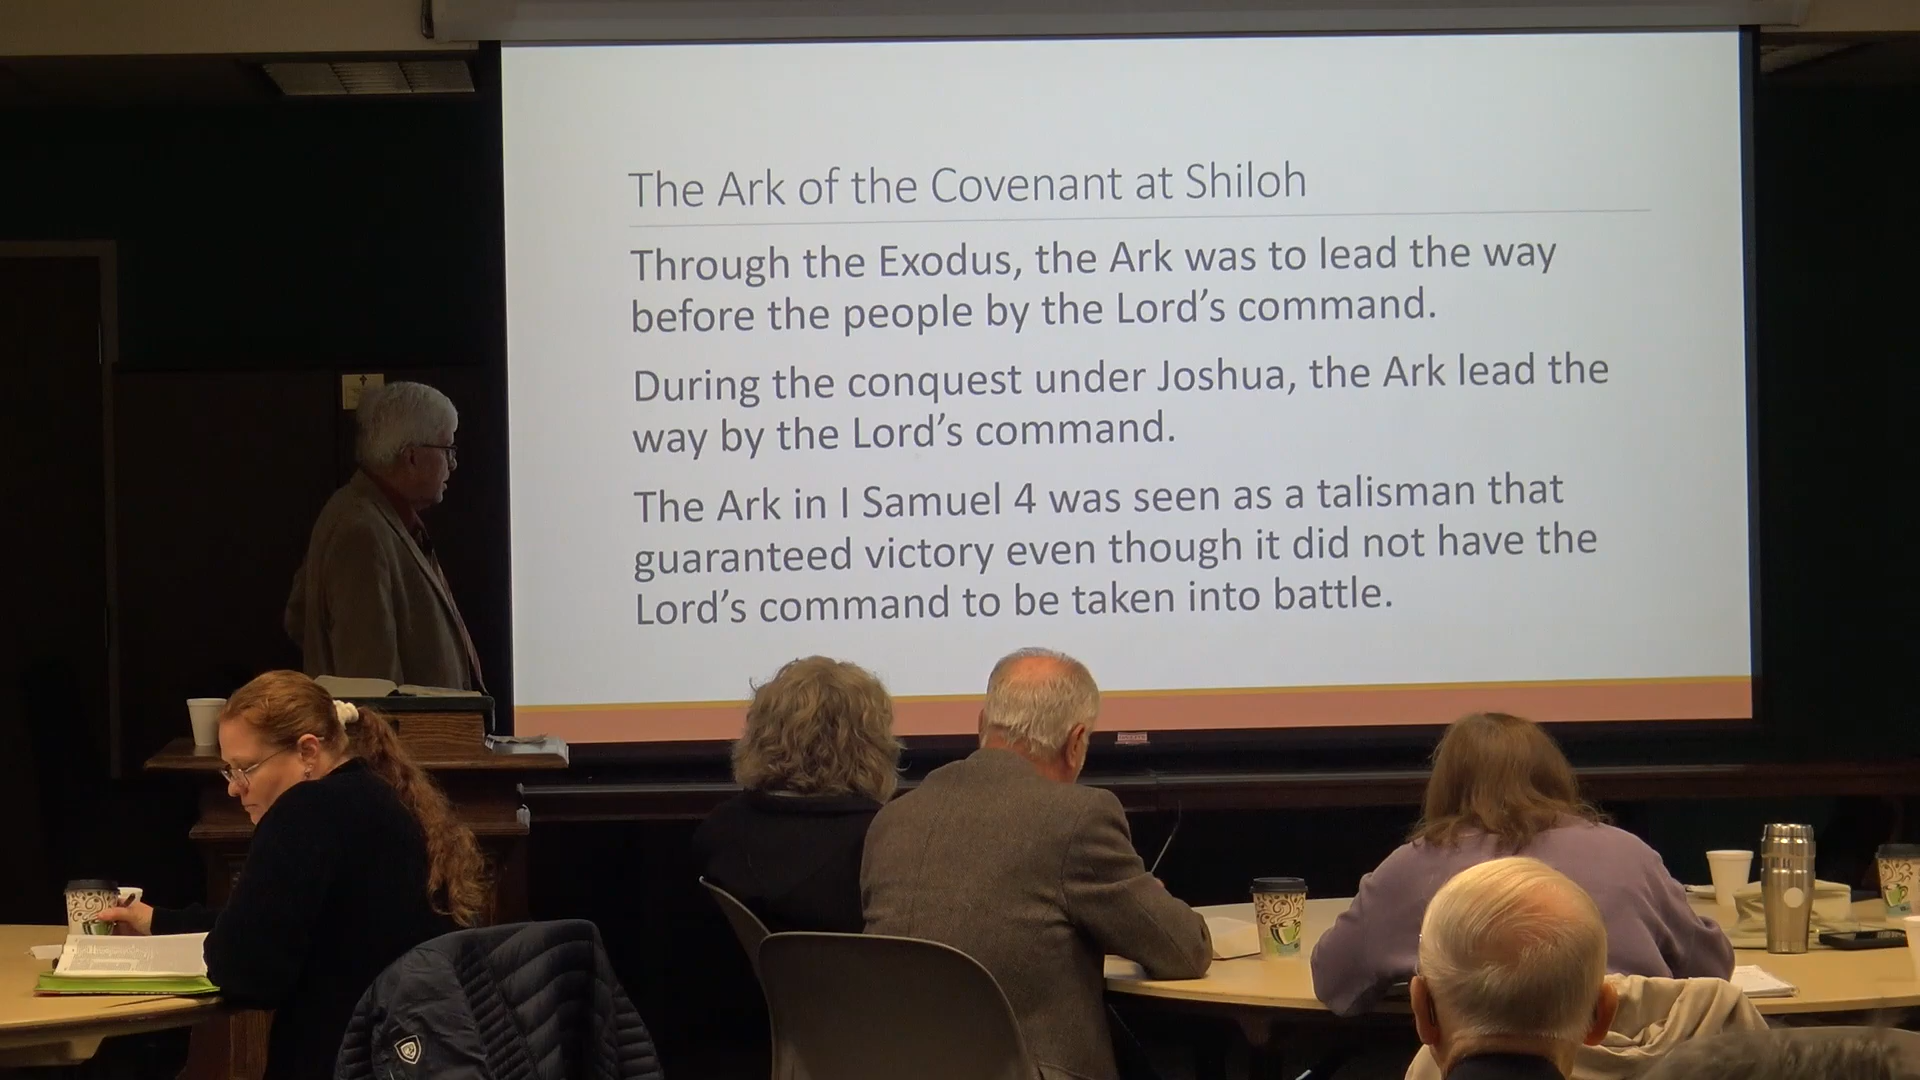 The Ark of the Covenant at Shiloh
Through the Exodus, the Ark was to lead the way
before the people by the Lord's command.
During the conquest under Joshua, the Ark lead the
way by the Lord's command.
The Ark in I Samuel 4 was seen as a talisman that
guaranteed victory even though it did not have the
Lord's command to be taken into battle.